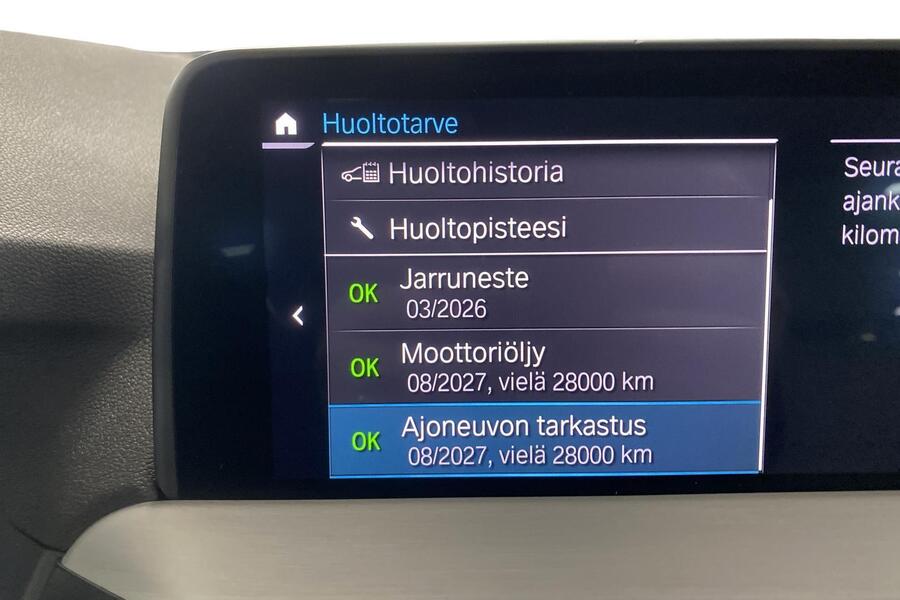 Huoltotarve
Huoltohistoria
Huoltopisteesi
OK
Jarruneste
03/2026
OK
Moottoriöljy
08/2027, vielä 28000 km
OK
Ajoneuvon tarkastus
08/2027, vielä 28000 km
Seura
ajank
kilom